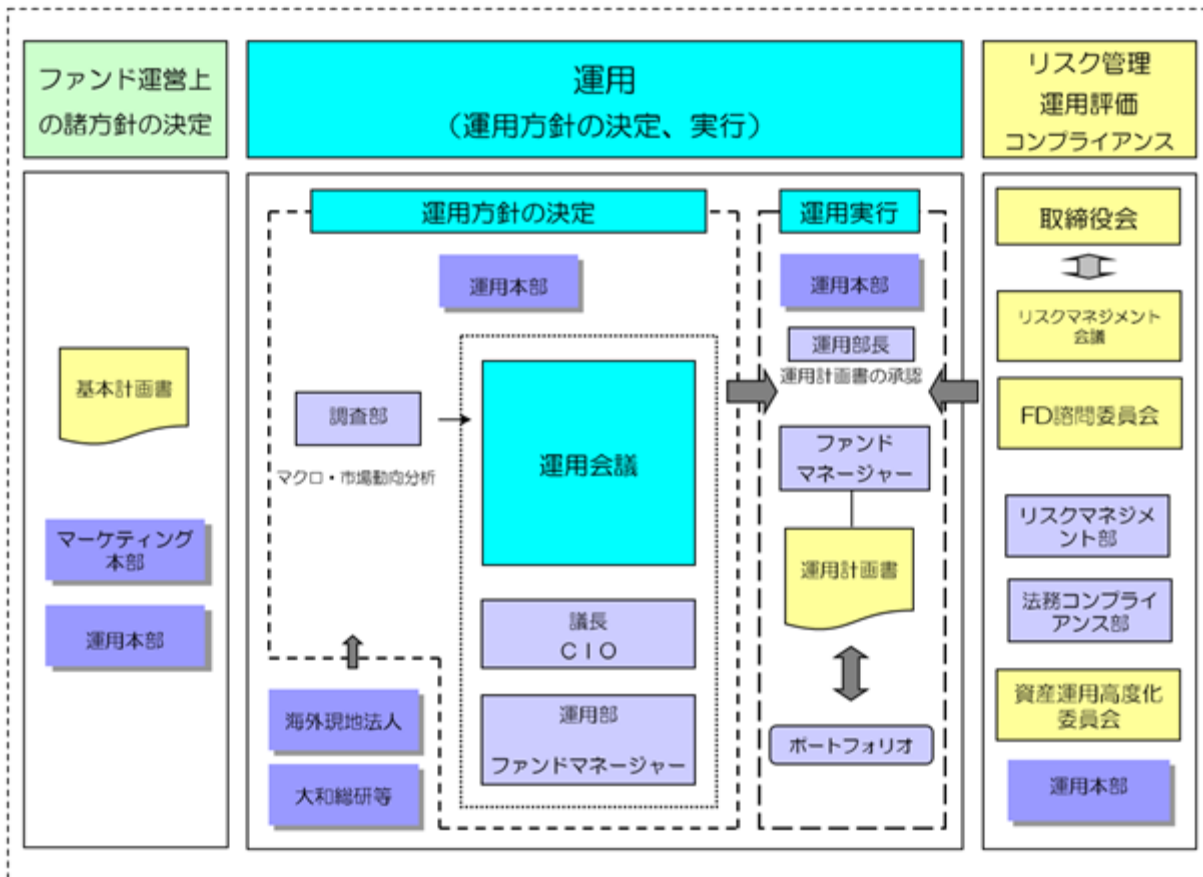 ファンド運営上
の諸方針の決定
運用
（運用方針の決定、実行）
リスク管理
運用評価
コンプライアンス
基本計画書
マーケティング
本部
運用本部
運用方針の決定
運用本部
調査部
マクロ・市場動向分析
運用会議
議長
ＣＩＯ
運用部
ファンドマネージャー
海外現地法人
大和総研等
運用実行
運用本部
運用部長
運用計画書の承認
ファンド
マネージャー
運用計画書
ポートフォリオ
取締役会
リスクマネジメント
会議
FD諮問委員会
リスクマネジメ
ント部
法務コンプライ
アンス部
資産運用高度化
委員会
運用本部